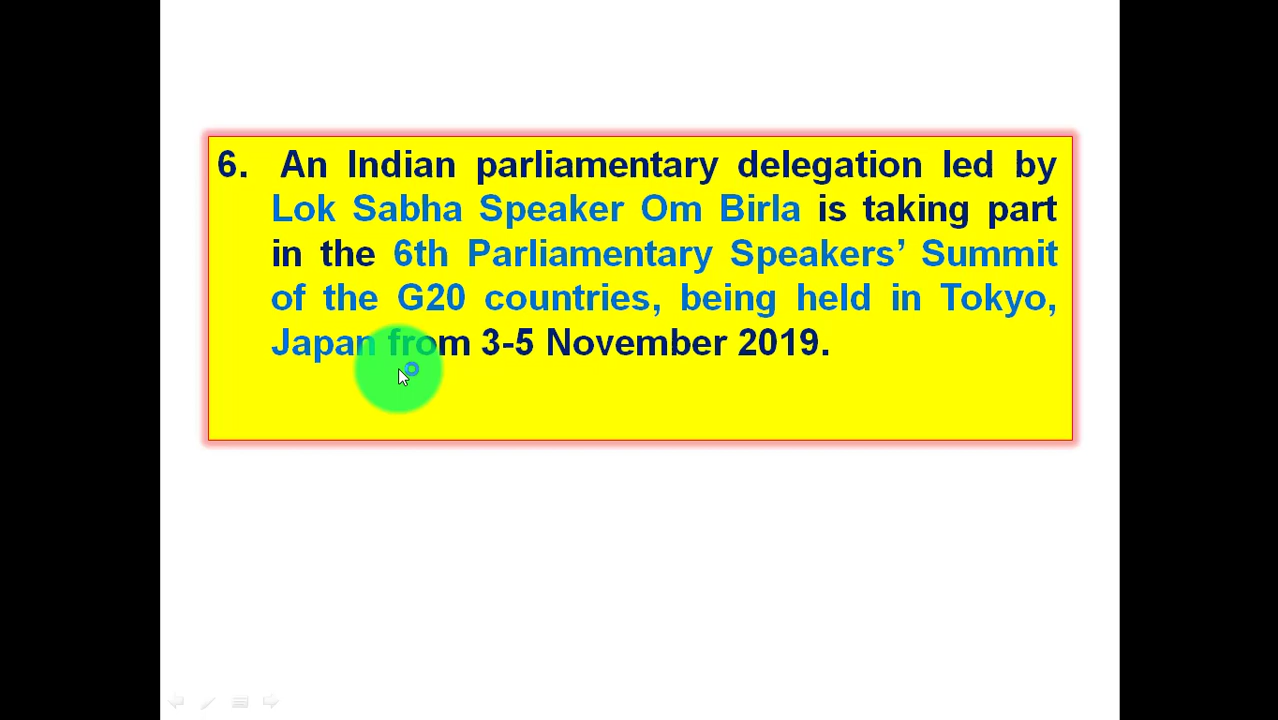 6. An Indian parliamentary delegation led by
Lok Sabha Speaker Om Birla is taking part
in the 6th Parliamentary Speakers’ Summit
of the G20 countries, being held in Tokyo,
Japan from 3-5 November 2019.